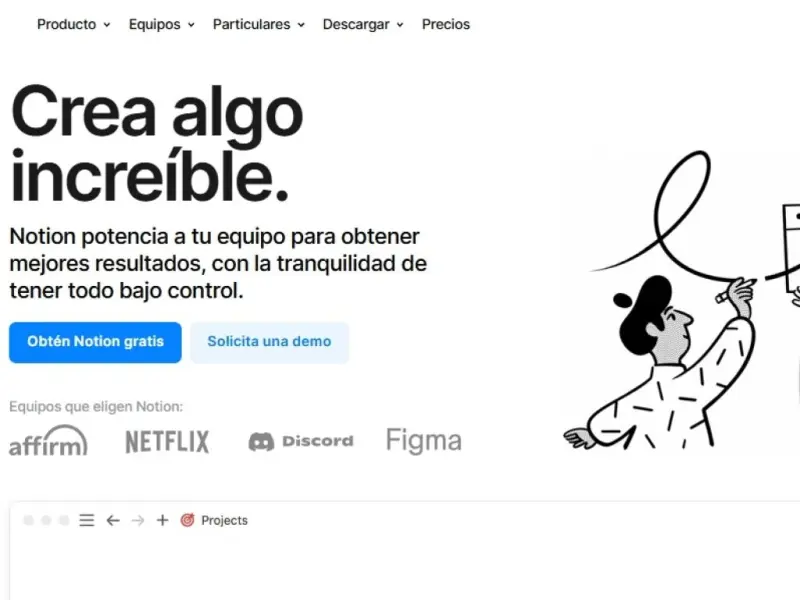 Producto Equipos Particulares Descargar Precios
Crea algo
increíble.
Notion potencia a tu equipo para obtener
mejores resultados, con la tranquilidad de
tener todo bajo control.
Obtén Notion gratis Solicita una demo
Equipos que eligen Notion:
affirm NETFLIX Discord Figma
Projects